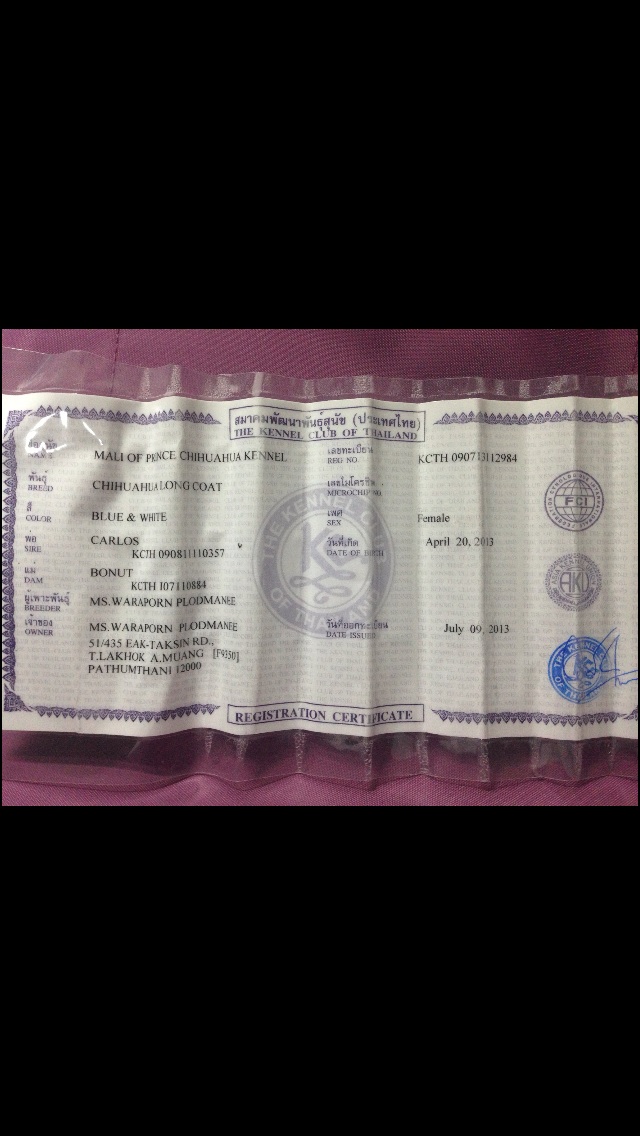 สมาคมพัฒนาพันธุ์สุนัข (ประเทศไทย)
THE KENNEL CLUB OF THAILAND
MALI OF PRINCE CHIHUAHUA KENNEL
เลขทะเบียน
REG NO.
KCTH 090713112984
พันธุ์
BREED
CHIHUAHUA LONG COAT
เลขไมโครชิพ
MICROCHIP NO.
สี
COLOR
BLUE & WHITE
เพศ
SEX
Female
พ่อ
SIRE
CARLOS
KCTH 090811110357
วันที่เกิด
DATE OF BIRTH
April 20, 2013
แม่
DAM
BONUT
KCTH 107110884
ผู้เพาะพันธุ์
BREEDER
MS.WARAPORN PLODMANEE
เจ้าของ
OWNER
MS.WARAPORN PLODMANEE
51/435 EAK-TAKSIN RD.,
T.LAKHOK A.MUANG [F9350]
PATHUMTHANI 12000
วันที่ออกทะเบียน
DATE ISSUED
July 09, 2013
REGISTRATION CERTIFICATE
THE KENNEL CLUB
OF THAILAND
FCI